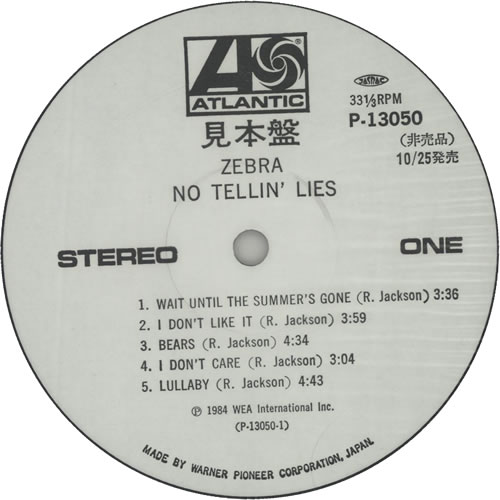 ATLANTIC®
見本盤
ZEBRA
NO TELLIN' LIES
JASRAC
33⅓RPM
P-13050
(非売品)
10/25発売
STEREO
ONE
1. WAIT UNTIL THE SUMMER'S GONE (R. Jackson) 3:36
2. I DON'T LIKE IT (R. Jackson) 3:59
3. BEARS (R. Jackson) 4:34
4. I DON'T CARE (R. Jackson) 3:04
5. LULLABY (R. Jackson) 4:43
℗ 1984 WEA International Inc.
(P-13050-1)
MADE BY WARNER PIONEER CORPORATION, JAPAN.